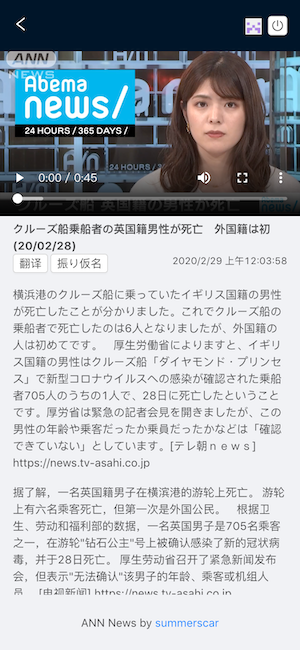 ANN
NEWS
Abema
news/
24 HOURS / 365 DAYS /
24 HOURS / 365 DAYS /
0:00 / 0:45
クルーズ船乗船者の英国籍男性が死亡　外国籍は初
(20/02/28)
翻译 振り仮名 2020/2/29 上午12:03:58
横浜港のクルーズ船に乗っていたイギリス国籍の男性
が死亡したことが分かりました。これでクルーズ船の
乗船者で死亡したのは6人となりましたが、外国籍の
人は初めてです。　厚生労働省によりますと、イギリ
ス国籍の男性はクルーズ船「ダイヤモンド・プリンセ
ス」で新型コロナウイルスへの感染が確認された乗船
者705人のうちの1人で、28日に死亡したというこ
とです。厚労省は緊急の記者会見を開きましたが、この
男性の年齢や乗客だったか乗員だったかなどは「確認
できていない」としています。[テレ朝ｎｅｗｓ]
https://news.tv-asahi.co.jp
据了解，一名英国籍男子在横滨港的游轮上死亡。 游轮
上有六名乘客死亡，但第一次是外国公民。　根据卫
生、劳动和福利部的数据，一名英国男子是705名乘客
之一，在游轮"钻石公主"号上被确认感染了新的冠状病
毒，并于28日死亡。 厚生劳动省召开了紧急新闻发布
会，但表示"无法确认"该男子的年龄、乘客或机组人
员。 [电视新闻] https://news.tv-asahi.co.jp
ANN News by summerscar